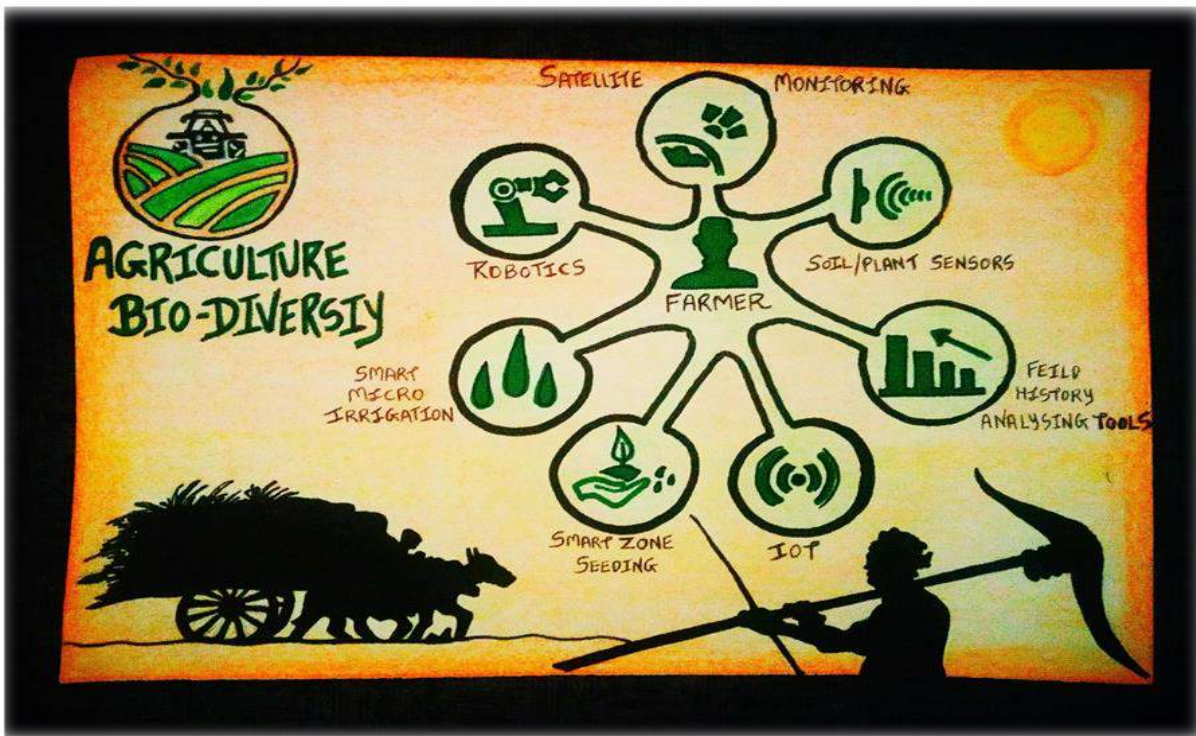 AGRICULTURE
BIO-DIVERSIY
SATELLITE MONITORING
ROBOTICS
SOIL/PLANT SENSORS
FARMER
SMART
MICRO
IRRIGATION
FEILD
HISTORY
ANALYSING TOOLS
SMART ZONE
SEEDING
IOT